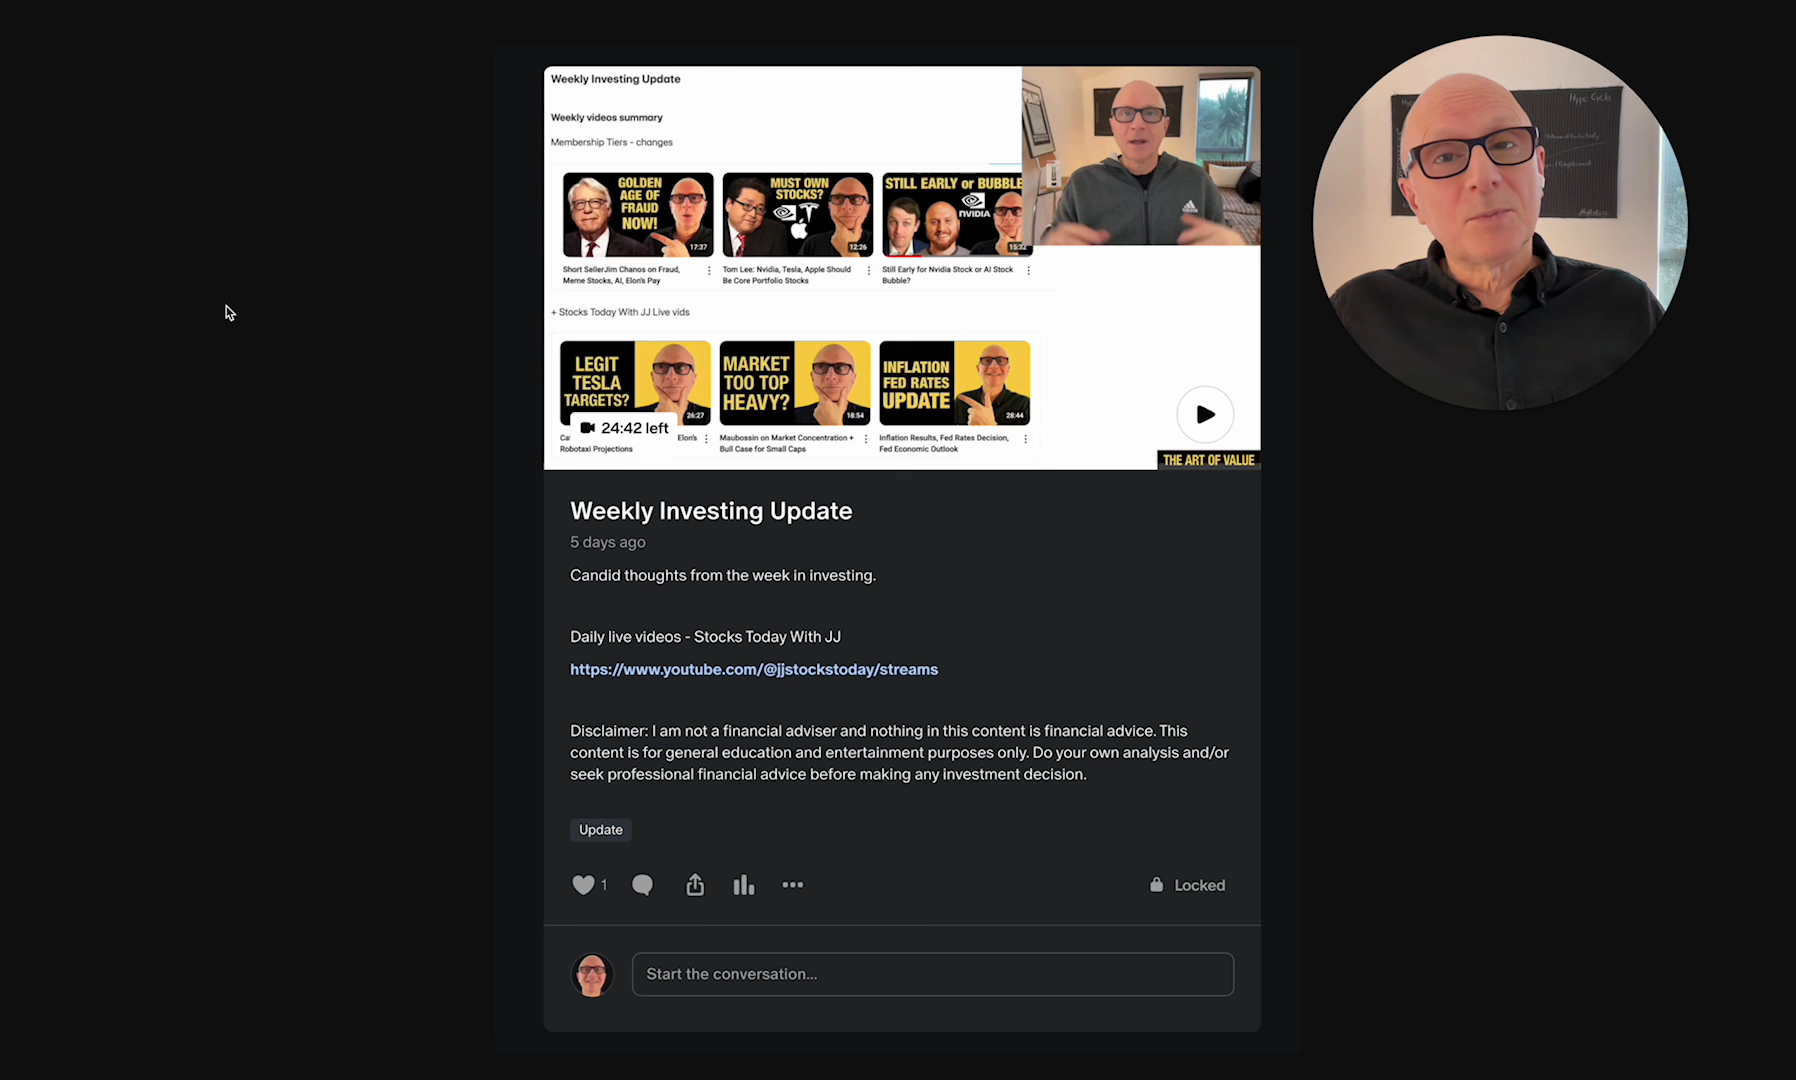 Weekly Investing Update
Weekly videos summary
Membership Tiers - changes
GOLDEN
AGE OF
FRAUD
NOW!
17:37
MUST OWN
STOCKS?
12:26
STILL EARLY or BUBBLE
NVIDIA
15:32
Short SellerJim Chanos on Fraud,
Meme Stocks, AI, Elon's Pay
Tom Lee: Nvidia, Tesla, Apple Should
Be Core Portfolio Stocks
Still Early for Nvidia Stock or AI Stock
Bubble?
+ Stocks Today With JJ Live vids
LEGIT
TESLA
TARGETS?
26:27
MARKET
TOO TOP
HEAVY?
18:54
INFLATION
FED RATES
UPDATE
28:44
24:42 left
Elon's
Robotaxi Projections
Maubossin on Market Concentration +
Bull Case for Small Caps
Inflation Results, Fed Rates Decision,
Fed Economic Outlook
THE ART OF VALUE
Hype Cycles
Weekly Investing Update
5 days ago
Candid thoughts from the week in investing.
Daily live videos - Stocks Today With JJ
https://www.youtube.com/@jjstockstoday/streams
Disclaimer: I am not a financial adviser and nothing in this content is financial advice. This
content is for general education and entertainment purposes only. Do your own analysis and/or
seek professional financial advice before making any investment decision.
Update
1
Locked
Start the conversation...